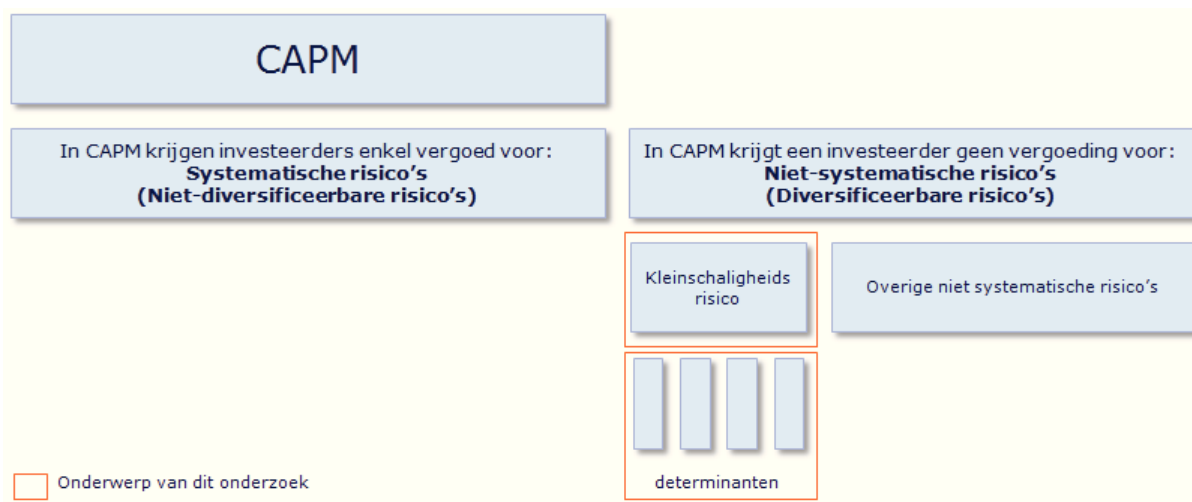 CAPM
In CAPM krijgen investeerders enkel vergoed voor:
Systematische risico's
(Niet-diversificeerbare risico's)
In CAPM krijgt een investeerder geen vergoeding voor:
Niet-systematische risico's
(Diversificeerbare risico's)
Kleinschaligheids
risico
Overige niet systematische risico's
determinanten
Onderwerp van dit onderzoek